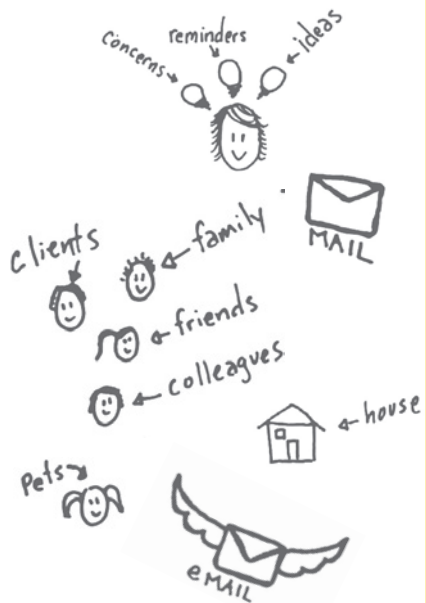 concerns
reminders
ideas
MAIL
clients
family
friends
colleagues
house
pets
eMAIL